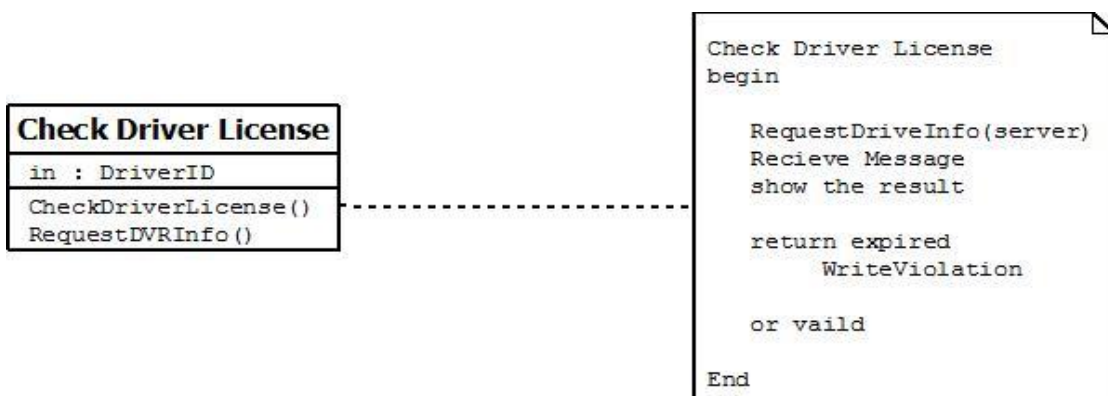 Check Driver License
in : DriverID
CheckDriverLicense()
RequestDVRInfo()
Check Driver License
begin
RequestDriveInfo(server)
Recieve Message
show the result
return expired
WriteViolation
or vaild
End